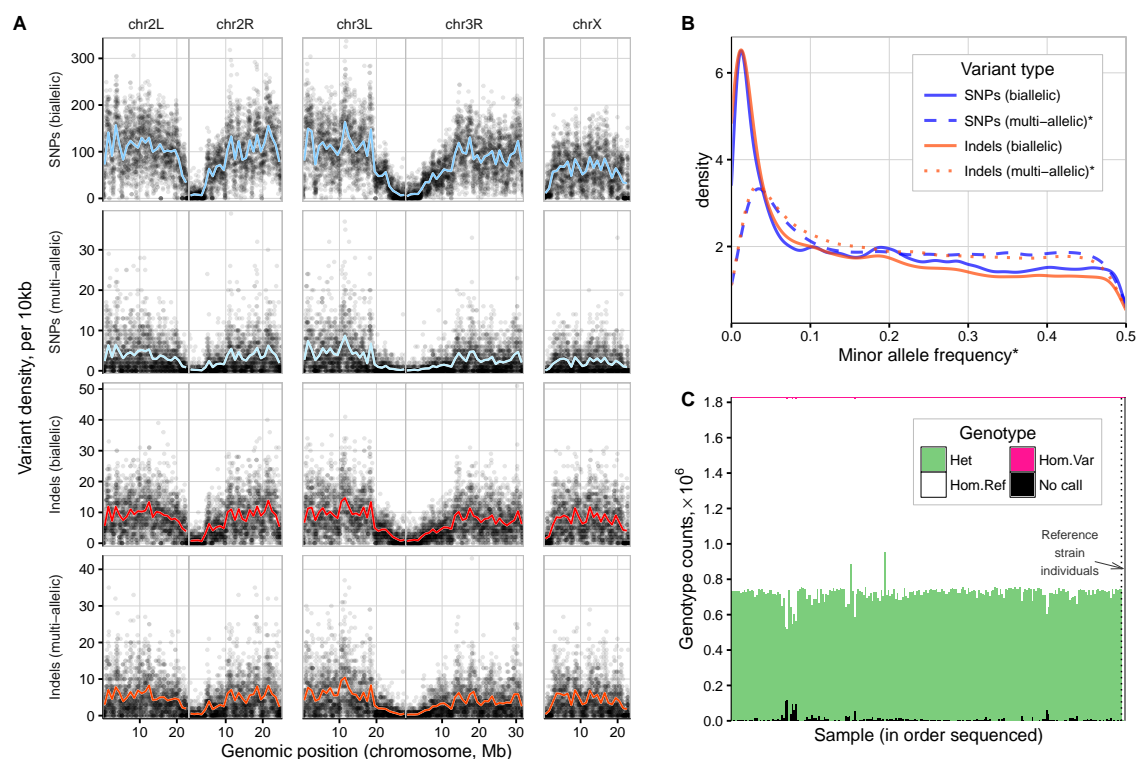 A
chr2L
chr2R
chr3L
chr3R
chrX
Variant density, per 10kb
SNPs (biallelic)
300
200
100
0
SNPs (multi−allelic)
30
20
10
0
Indels (biallelic)
50
40
30
20
10
0
Indels (multi−allelic)
40
30
20
10
0
10
20
10
20
10
20
10
20
30
10
20
Genomic position (chromosome, Mb)
B
density
6
4
2
Variant type
SNPs (biallelic)
SNPs (multi−allelic)*
Indels (biallelic)
Indels (multi−allelic)*
0.0
0.1
0.2
0.3
0.4
0.5
Minor allele frequency*
C
Genotype counts, ×10^6
1.8
1.6
1.4
1.2
1.0
0.8
0.6
0.4
0.2
0.0
Genotype
Het
Hom.Var
Hom.Ref
No call
Reference
strain
individuals
Sample (in order sequenced)